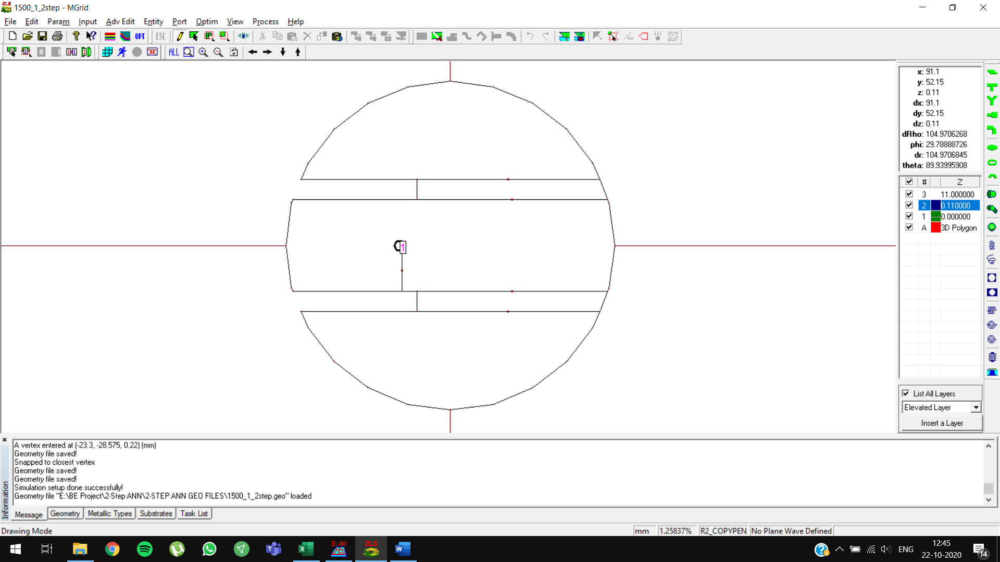 1500_1_2step - MGrid
File Edit Param Input Adv Edit Entity Port Optim View Process Help
OPT ESC
ALL
x: 91.1
y: 52.15
z: 0.11
dx: 91.1
dy: 52.15
dz: 0.11
dRho: 104.9706268
phi: 29.78888726
dr: 104.9706845
theta: 89.93995908
# Z
3 11.000000
2 0.110000
1 0.000000
A 3D Polygon
1
List All Layers
Elevated Layer
Insert a Layer
Information
A vertex entered at (-23.3, -28.575, 0.22) (mm)
Geometry file saved!
Snapped to closest vertex
Geometry file saved!
Geometry file saved!
Simulation setup done successfully!
Geometry file "E:\BE Project\2-Step ANN\2-STEP ANN GEO FILES\1500_1_2step.geo" loaded
Message Geometry Metallic Types Substrates Task List
Drawing Mode mm 1.25837% R2_COPYPEN No Plane Wave Defined
ZELAND ZLS
ENG 12:45
22-10-2020
14